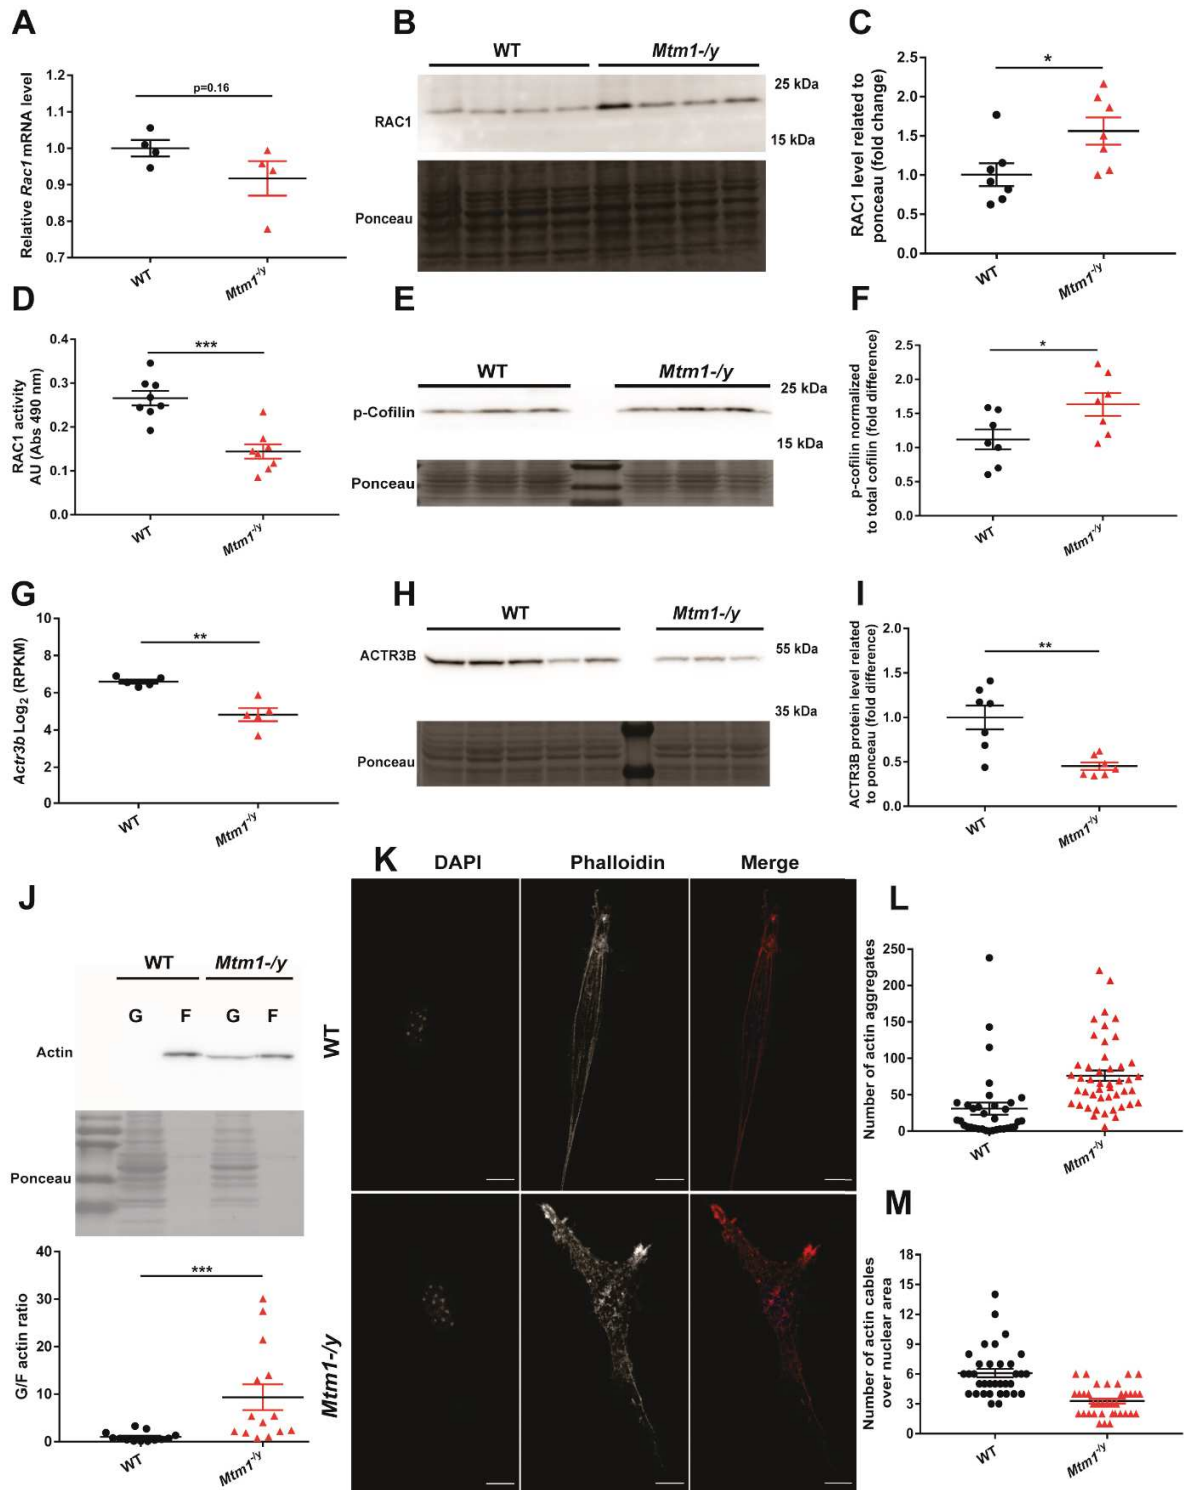 A
Relative Rac1 mRNA level
1.2
1.1
1.0
0.9
0.8
0.7
p=0.16
WT
Mtm1-/y
B
WT
Mtm1-/y
RAC1
25 kDa
15 kDa
Ponceau
C
RAC1 level related to
ponceau (fold change)
2.5
2.0
1.5
1.0
0.5
0.0
*
WT
Mtm1-/y
D
RAC1 activity
AU (Abs 490 nm)
0.4
0.3
0.2
0.1
0.0
***
WT
Mtm1-/y
E
WT
Mtm1-/y
p-Cofilin
25 kDa
15 kDa
Ponceau
F
p-cofilin normalized
to total cofilin (fold difference)
2.5
2.0
1.5
1.0
0.5
0.0
*
WT
Mtm1-/y
G
Actr3b Log2 (RPKM)
10
8
6
4
2
0
**
WT
Mtm1-/y
H
WT
Mtm1-/y
ACTR3B
55 kDa
35 kDa
Ponceau
I
ACTR3B protein level related
to ponceau (fold difference)
2.0
1.5
1.0
0.5
0.0
**
WT
Mtm1-/y
J
WT
Mtm1-/y
G
F
G
F
Actin
Ponceau
G/F actin ratio
40
30
20
10
0
***
WT
Mtm1-/y
K
DAPI
Phalloidin
Merge
WT
Mtm1-/y
L
Number of actin aggregates
250
200
150
100
50
0
WT
Mtm1-/y
M
Number of actin cables
over nuclear area
18
15
12
9
6
3
0
WT
Mtm1-/y